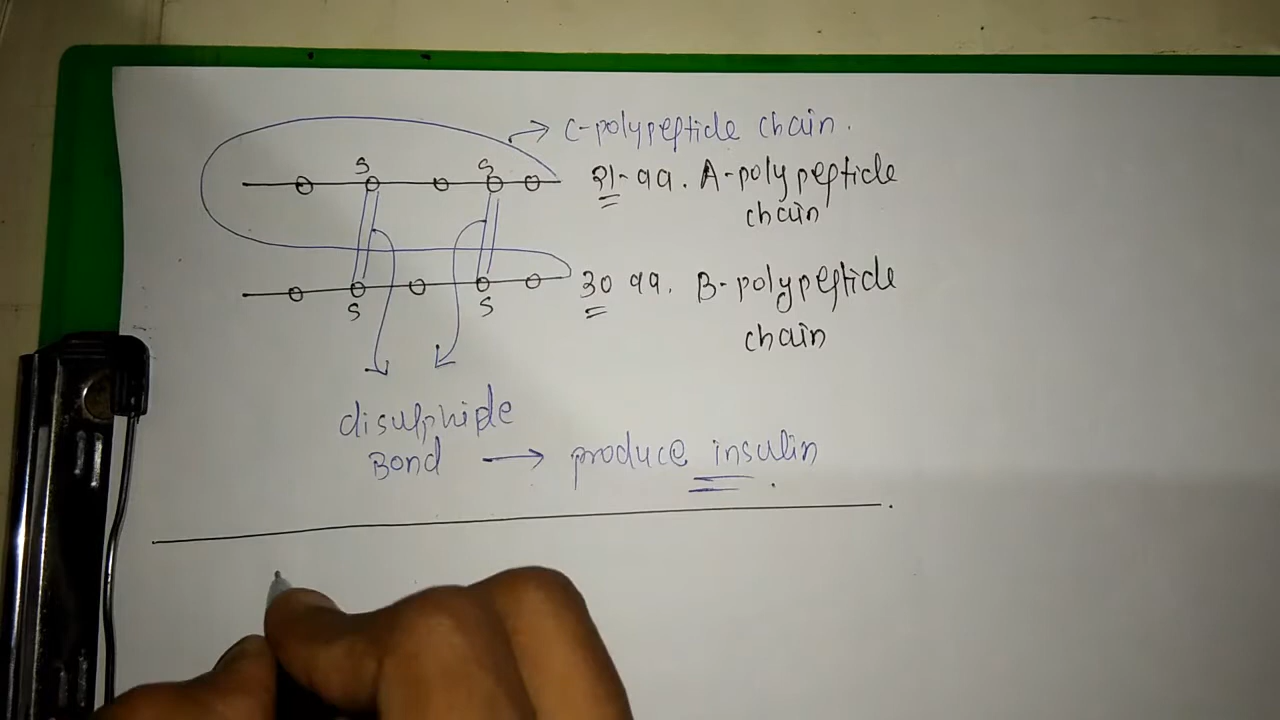 C-polypeptide chain.
S S
21-aa. A-polypeptide
chain
30 aa. B-polypeptide
chain
S S
disulphide
Bond → produce insulin.